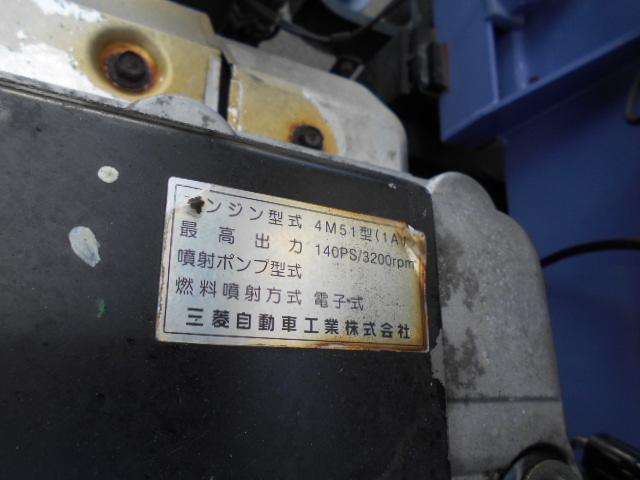 ンジン型式 4M51型(1A)
最高出力 140PS/3200rpm
噴射ポンプ型式
燃料噴射方式 電子式
三菱自動車工業株式会社